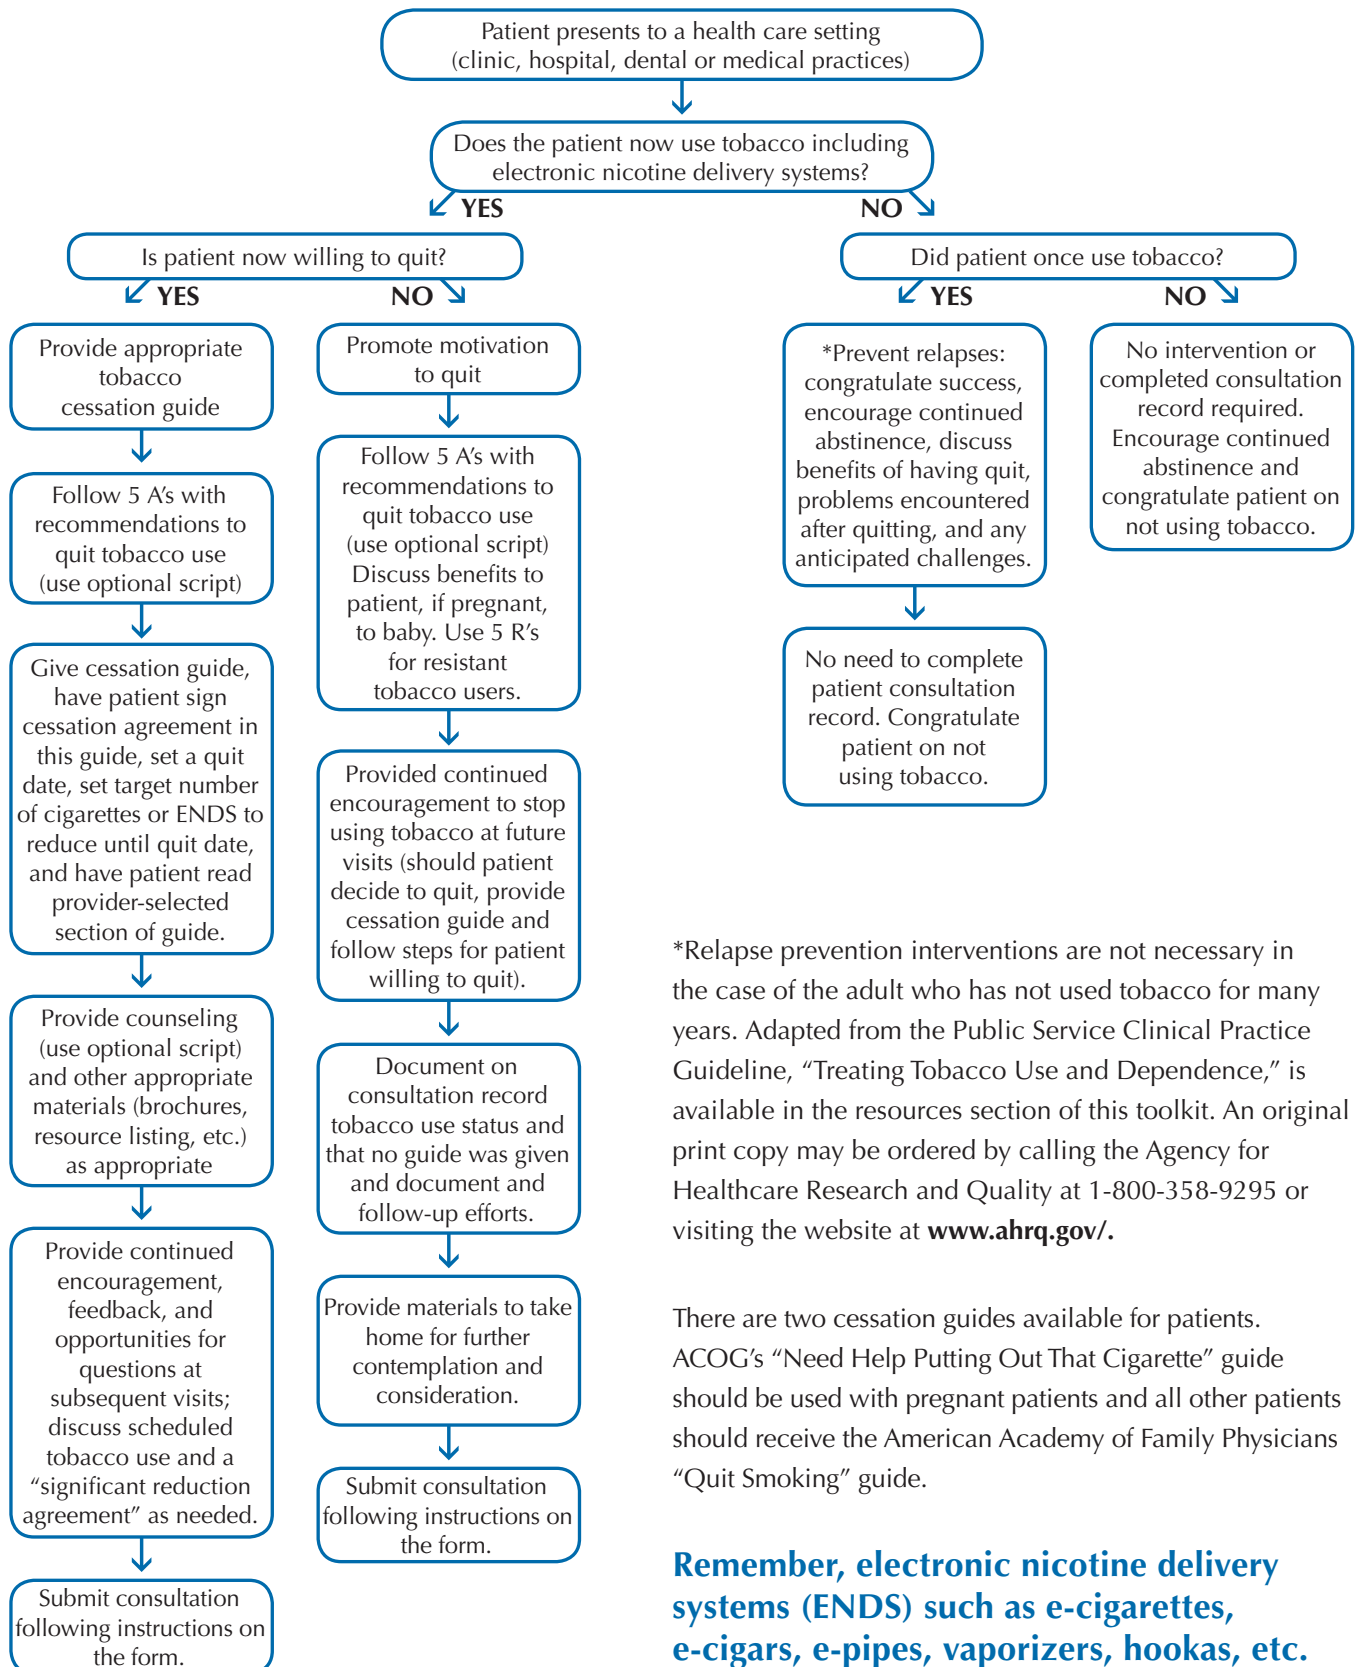 Patient presents to a health care setting
(clinic, hospital, dental or medical practices)
Does the patient now use tobacco including
electronic nicotine delivery systems?
YES
NO
Is patient now willing to quit?
YES
NO
Provide appropriate
tobacco
cessation guide
Follow 5 A's with
recommendations to
quit tobacco use
(use optional script)
Give cessation guide,
have patient sign
cessation agreement in
this guide, set a quit
date, set target number
of cigarettes or ENDS to
reduce until quit date,
and have patient read
provider-selected
section of guide.
Provide counseling
(use optional script)
and other appropriate
materials (brochures,
resource listing, etc.)
as appropriate
Provide continued
encouragement,
feedback, and
opportunities for
questions at
subsequent visits;
discuss scheduled
tobacco use and a
“significant reduction
agreement” as needed.
Submit consultation
following instructions on
the form.
Promote motivation
to quit
Follow 5 A's with
recommendations to
quit tobacco use
(use optional script)
Discuss benefits to
patient, if pregnant,
to baby. Use 5 R's
for resistant
tobacco users.
Provided continued
encouragement to stop
using tobacco at future
visits (should patient
decide to quit, provide
cessation guide and
follow steps for patient
willing to quit).
Document on
consultation record
tobacco use status and
that no guide was given
and document and
follow-up efforts.
Provide materials to take
home for further
contemplation and
consideration.
Submit consultation
following instructions on
the form.
Did patient once use tobacco?
YES
NO
*Prevent relapses:
congratulate success,
encourage continued
abstinence, discuss
benefits of having quit,
problems encountered
after quitting, and any
anticipated challenges.
No need to complete
patient consultation
record. Congratulate
patient on not
using tobacco.
No intervention or
completed consultation
record required.
Encourage continued
abstinence and
congratulate patient on
not using tobacco.
*Relapse prevention interventions are not necessary in
the case of the adult who has not used tobacco for many
years. Adapted from the Public Service Clinical Practice
Guideline, “Treating Tobacco Use and Dependence,” is
available in the resources section of this toolkit. An original
print copy may be ordered by calling the Agency for
Healthcare Research and Quality at 1-800-358-9295 or
visiting the website at www.ahrq.gov/.
There are two cessation guides available for patients.
ACOG's “Need Help Putting Out That Cigarette” guide
should be used with pregnant patients and all other patients
should receive the American Academy of Family Physicians
“Quit Smoking” guide.
Remember, electronic nicotine delivery
systems (ENDS) such as e-cigarettes,
e-cigars, e-pipes, vaporizers, hookas, etc.